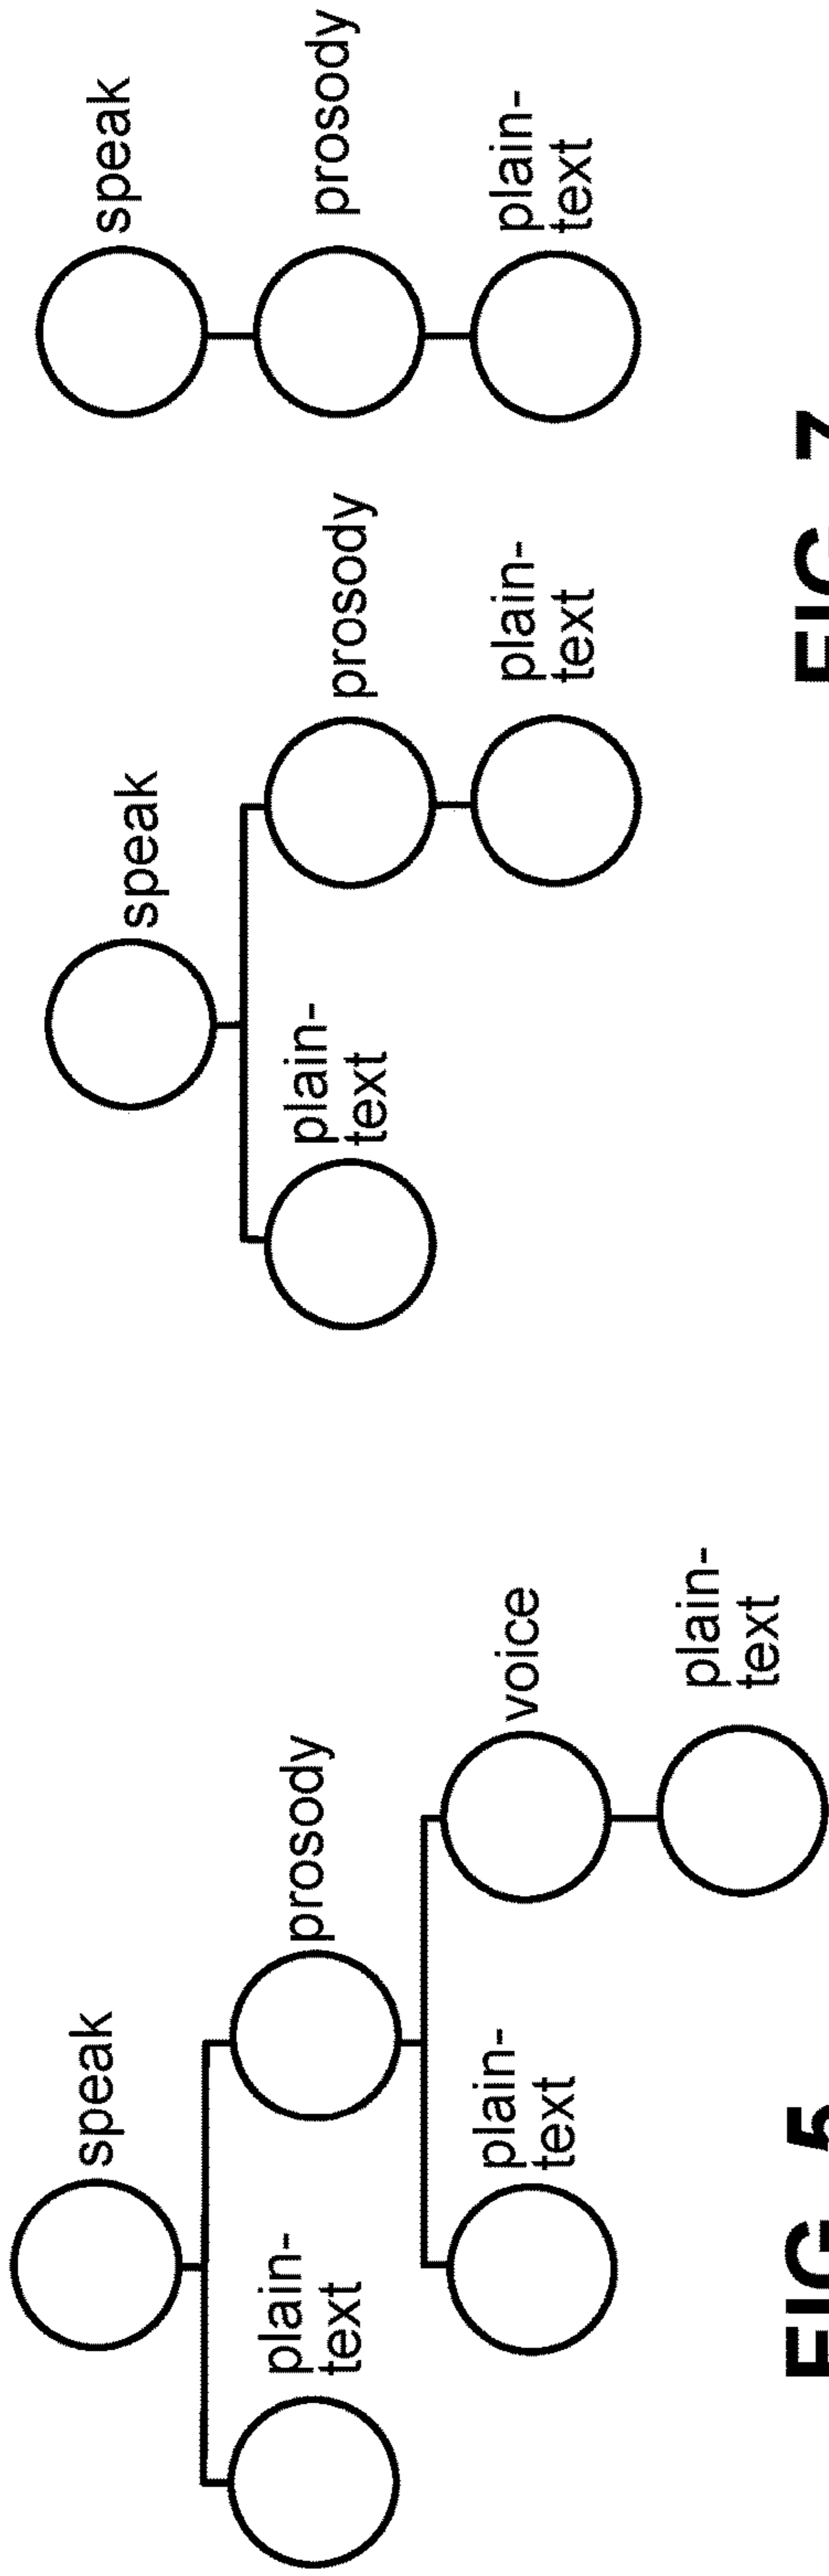 speak
plain-
text
prosody
plain-
text
voice
plain-
text
FIG. 5
speak
plain-
text
prosody
plain-
text
speak
prosody
plain-
text
FIG. 7